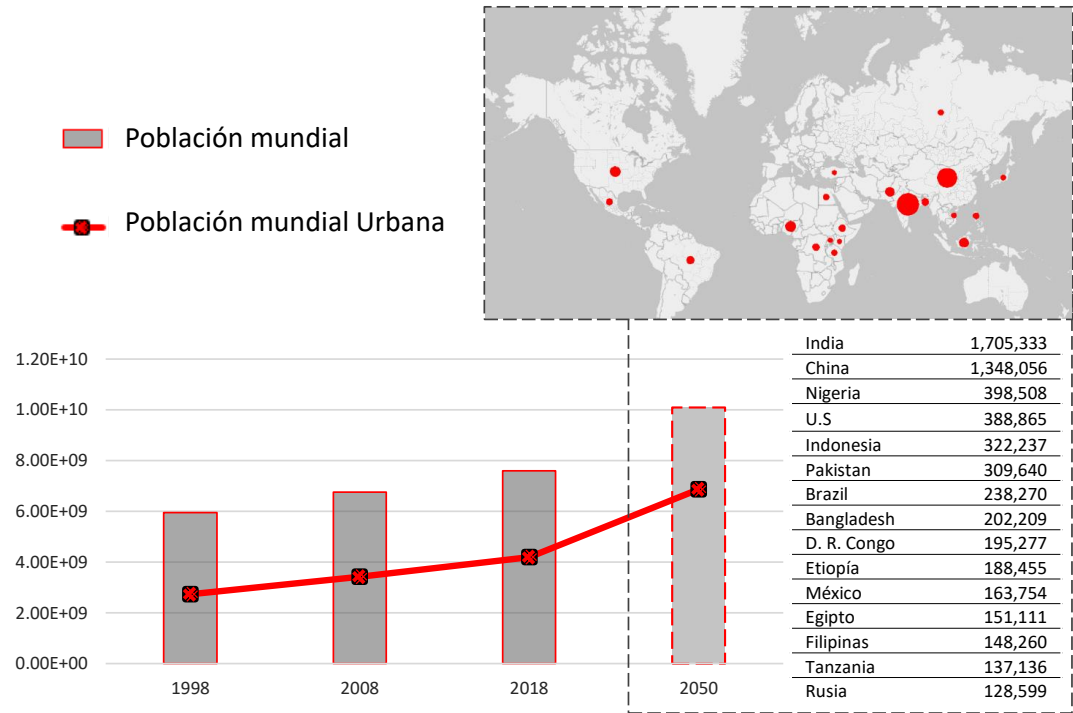 Población mundial
Población mundial Urbana
1.20E+10
1.00E+10
8.00E+09
6.00E+09
4.00E+09
2.00E+09
0.00E+00
1998 2008 2018 2050
India 1,705,333
China 1,348,056
Nigeria 398,508
U.S 388,865
Indonesia 322,237
Pakistan 309,640
Brazil 238,270
Bangladesh 202,209
D. R. Congo 195,277
Etiopía 188,455
México 163,754
Egipto 151,111
Filipinas 148,260
Tanzania 137,136
Rusia 128,599